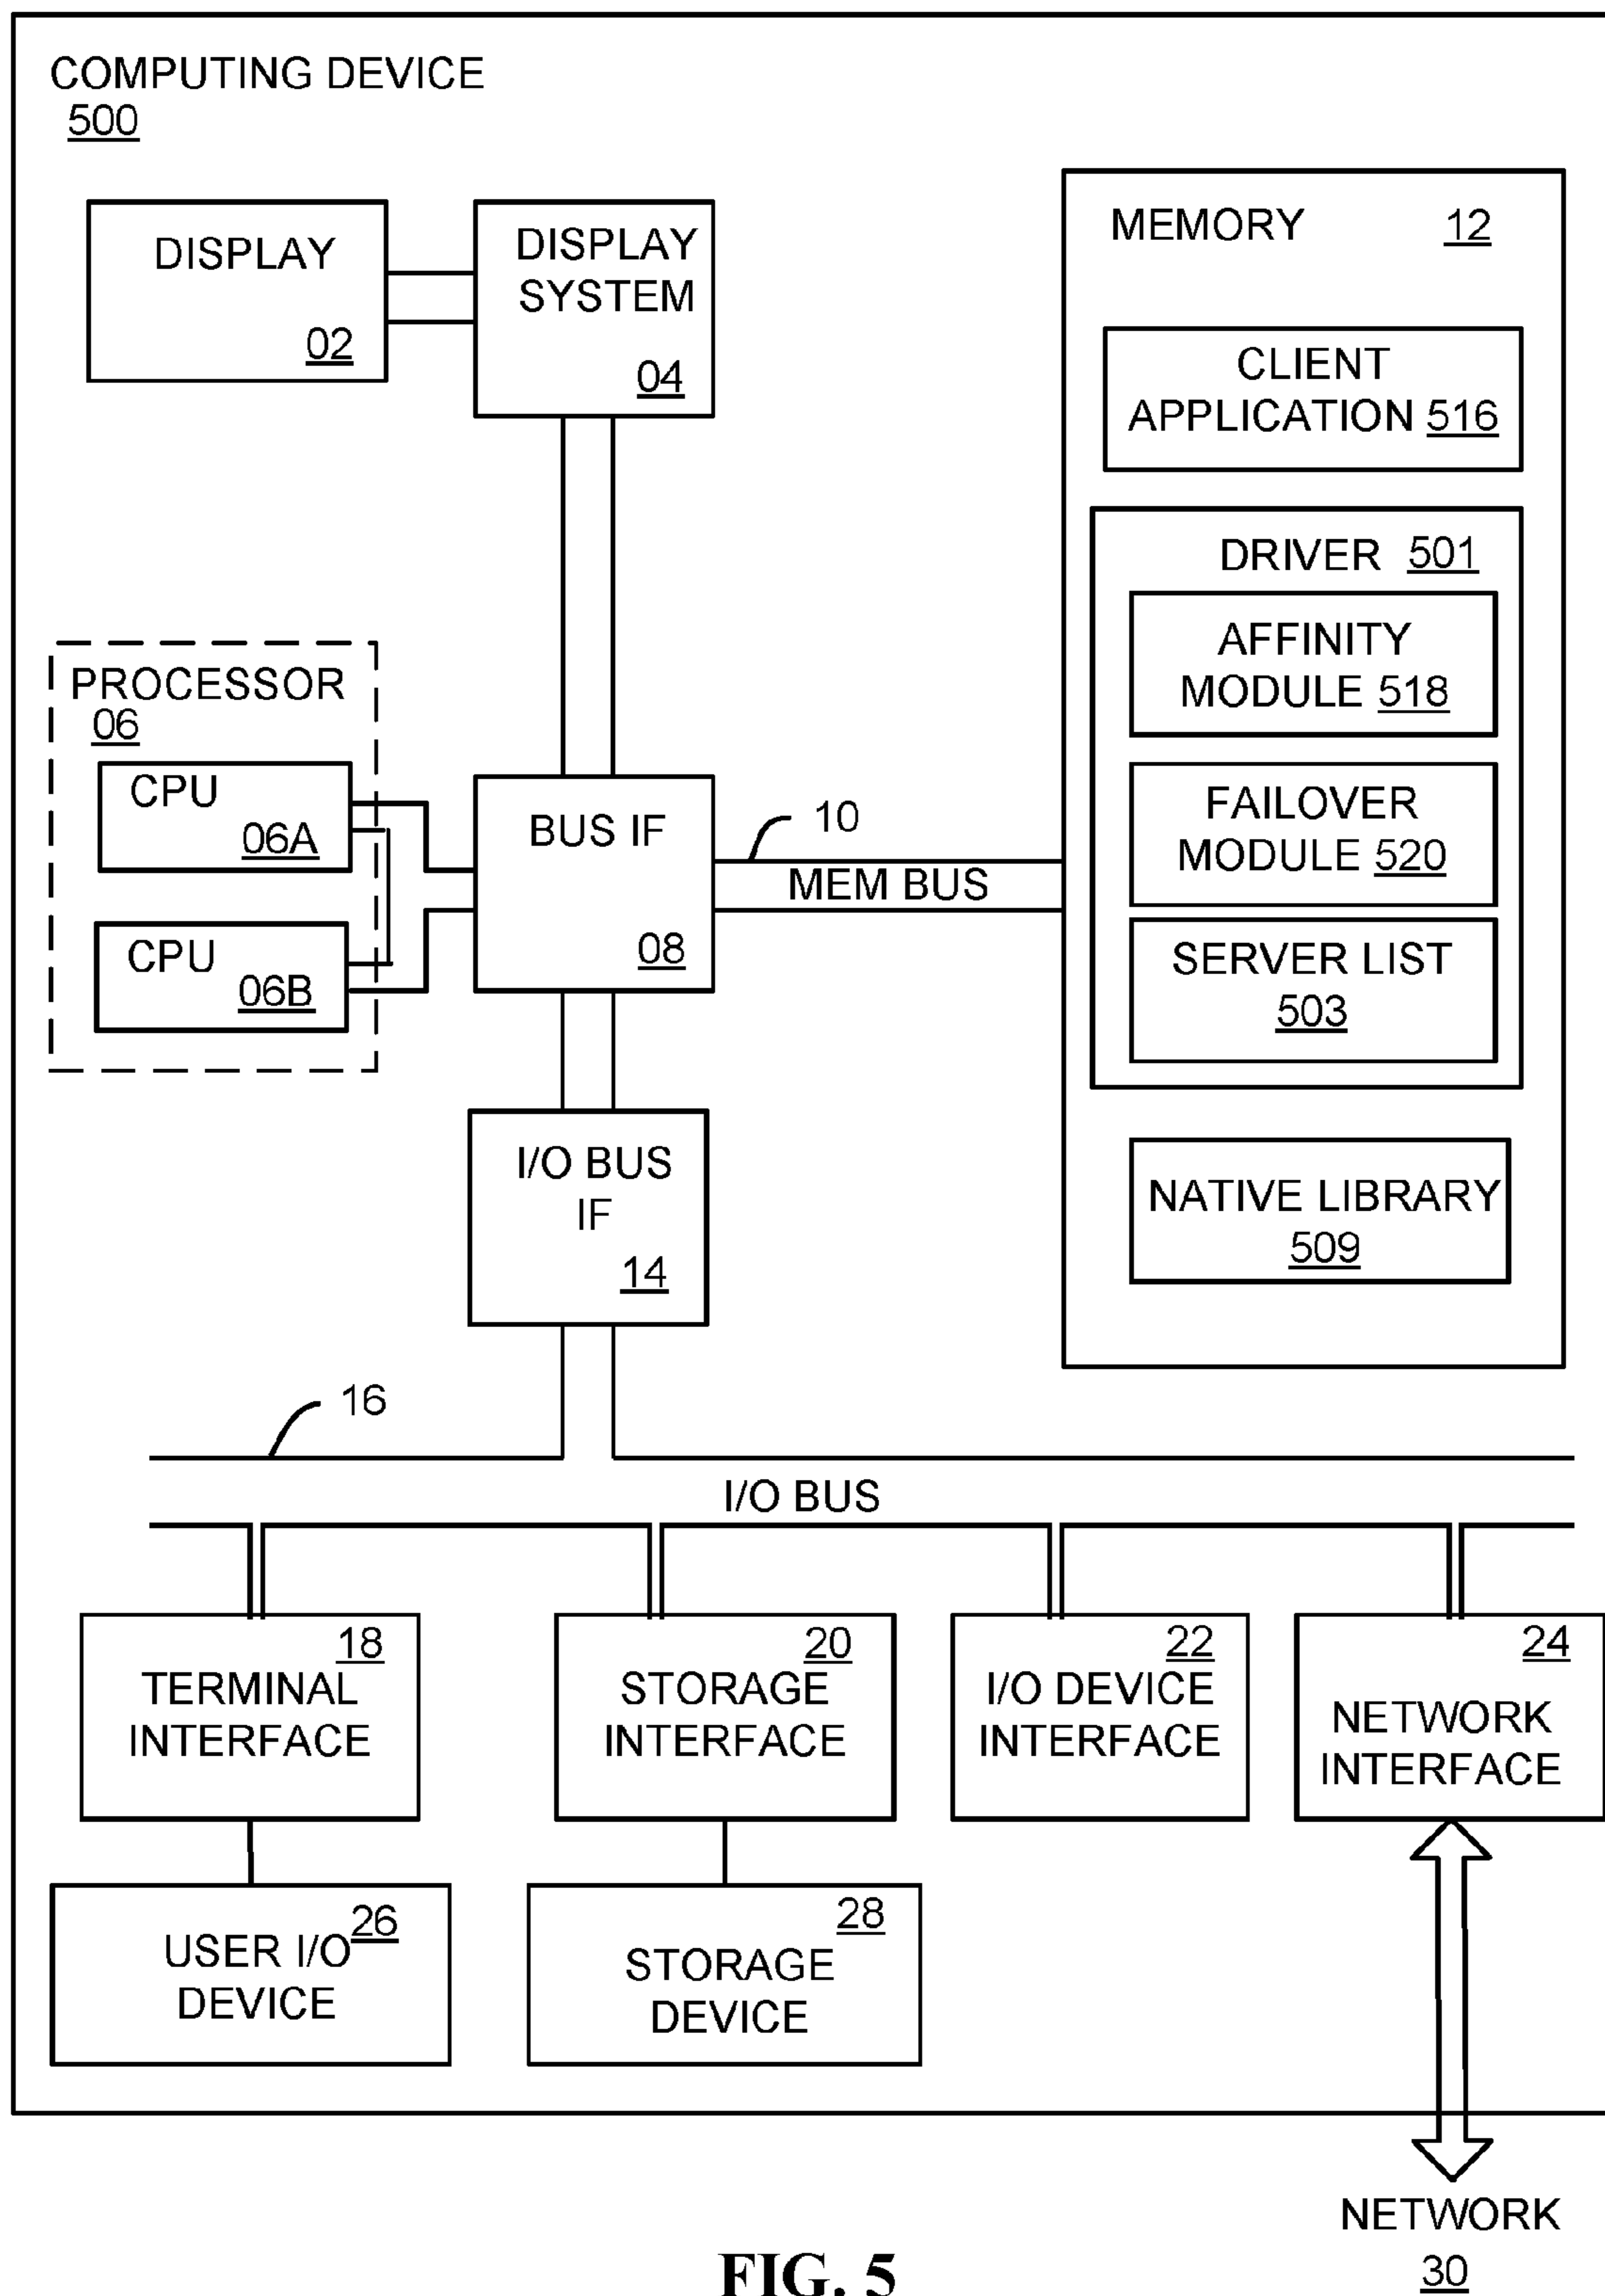 COMPUTING DEVICE
500
DISPLAY
02
DISPLAY
SYSTEM
04
MEMORY 12
CLIENT
APPLICATION 516
DRIVER 501
AFFINITY
MODULE 518
FAILOVER
MODULE 520
SERVER LIST
503
NATIVE LIBRARY
509
PROCESSOR
06
CPU
06A
CPU
06B
BUS IF
08
10
MEM BUS
I/O BUS
IF
14
16
I/O BUS
18
TERMINAL
INTERFACE
20
STORAGE
INTERFACE
22
I/O DEVICE
INTERFACE
24
NETWORK
INTERFACE
26
USER I/O
DEVICE
28
STORAGE
DEVICE
NETWORK
30
FIG. 5